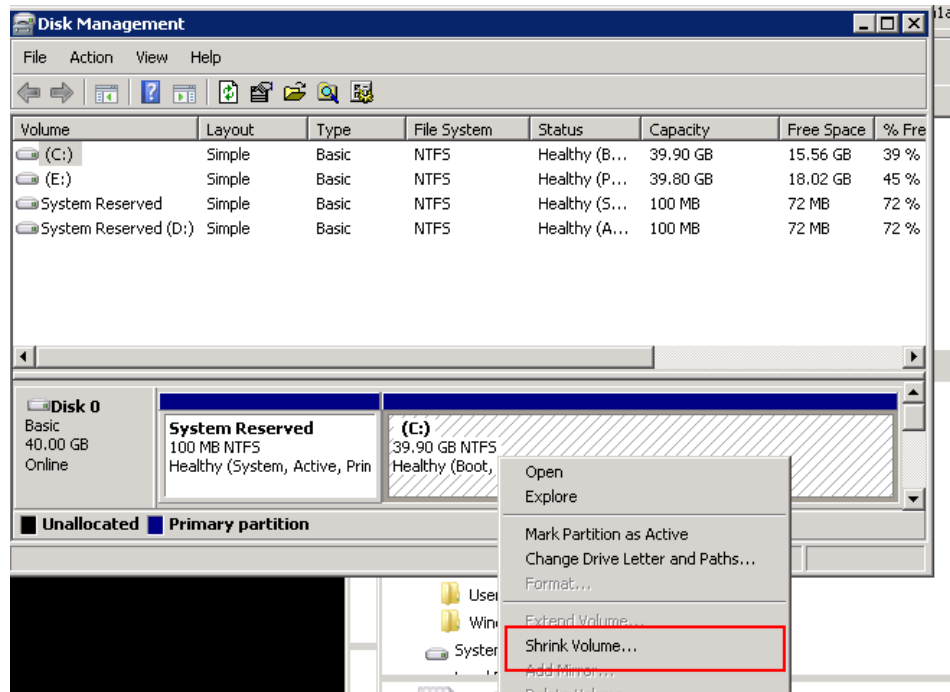 Disk Management
File Action View Help
Volume Layout Type File System Status Capacity Free Space % Fre
(C:) Simple Basic NTFS Healthy (B... 39.90 GB 15.56 GB 39 %
(E:) Simple Basic NTFS Healthy (P... 39.80 GB 18.02 GB 45 %
System Reserved Simple Basic NTFS Healthy (S... 100 MB 72 MB 72 %
System Reserved (D:) Simple Basic NTFS Healthy (A... 100 MB 72 MB 72 %
Disk 0
Basic
40.00 GB
Online
System Reserved
100 MB NTFS
Healthy (System, Active, Prin
(C:)
39.90 GB NTFS
Healthy (Boot,
Unallocated Primary partition
Open
Explore
Mark Partition as Active
Change Drive Letter and Paths...
Format...
Extend Volume...
Shrink Volume...
Add Mirror...
User
Win
System